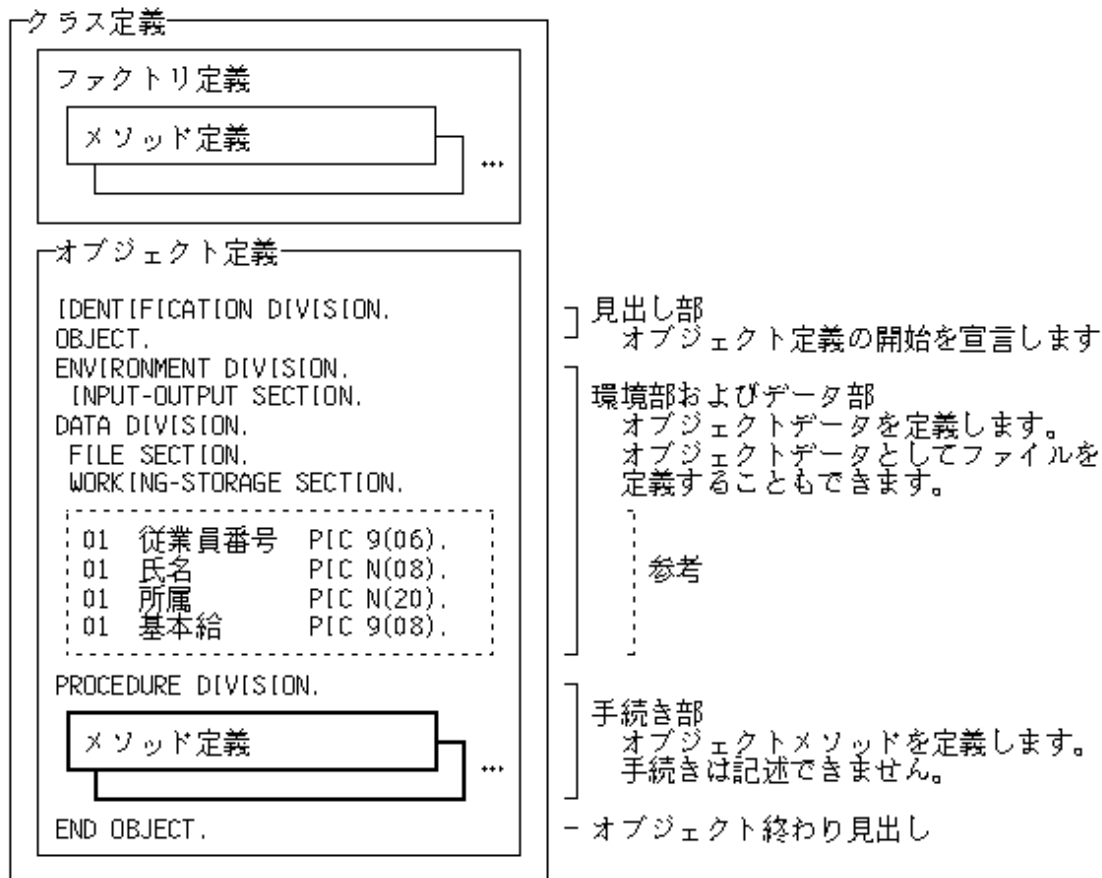 クラス定義
ファクトリ定義
メソッド定義
...
オブジェクト定義
IDENTIFICATION DIVISION.
OBJECT.
見出し部
オブジェクト定義の開始を宣言します
ENVIRONMENT DIVISION.
INPUT-OUTPUT SECTION.
DATA DIVISION.
FILE SECTION.
WORKING-STORAGE SECTION.
環境部およびデータ部
オブジェクトデータを定義します。
オブジェクトデータとしてファイルを
定義することもできます。
01 従業員番号 PIC 9(06).
01 氏名 PIC N(08).
01 所属 PIC N(20).
01 基本給 PIC 9(08).
参考
PROCEDURE DIVISION.
メソッド定義
...
手続き部
オブジェクトメソッドを定義します。
手続きは記述できません。
END OBJECT.
オブジェクト終わり見出し